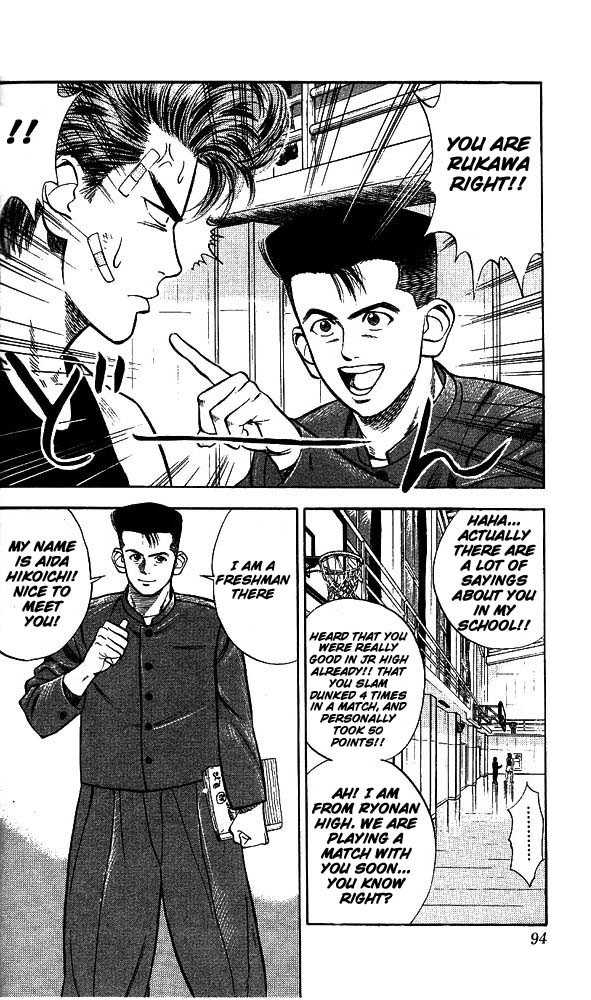 YOU ARE
RUKAWA
RIGHT!!
!!
ど
ーん
HAHA...
ACTUALLY
THERE ARE
A LOT OF
SAYINGS
ABOUT YOU
IN MY
SCHOOL!!
HEARD THAT YOU
WERE REALLY
GOOD IN JR HIGH
ALREADY!! THAT
YOU SLAM
DUNKED 4 TIMES
IN A MATCH, AND
PERSONALLY
TOOK 50
POINTS!!
AH! I AM
FROM RYONAN
HIGH. WE ARE
PLAYING A
MATCH WITH
YOU SOON...
YOU KNOW
RIGHT?
.........
I AM A
FRESHMAN
THERE
MY NAME
IS AIDA
HIKOICHI!
NICE TO
MEET
YOU!
94